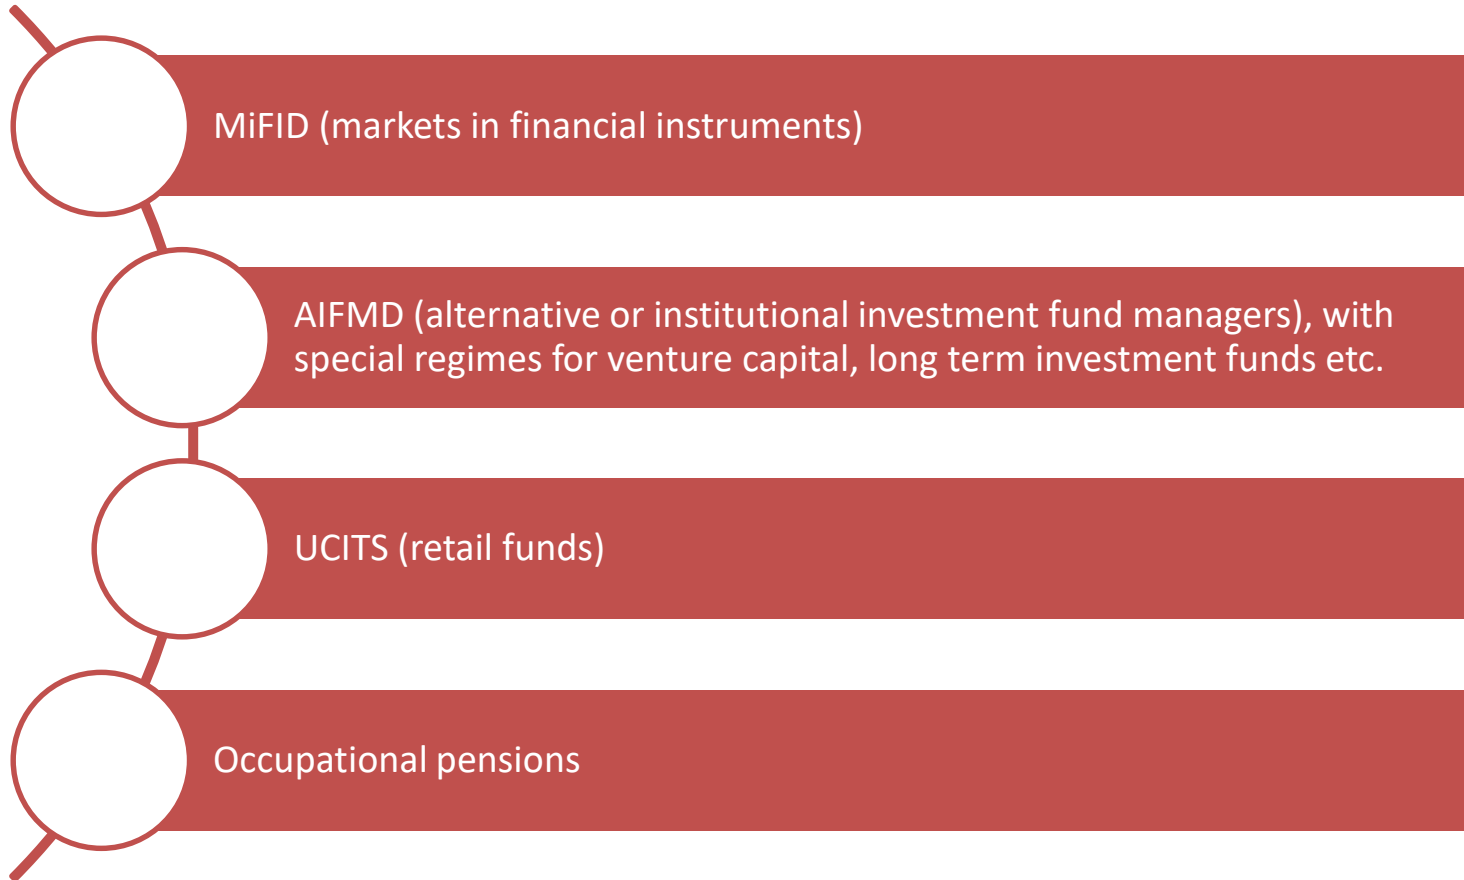 MiFID (markets in financial instruments)
AIFMD (alternative or institutional investment fund managers), with
special regimes for venture capital, long term investment funds etc.
UCITS (retail funds)
Occupational pensions